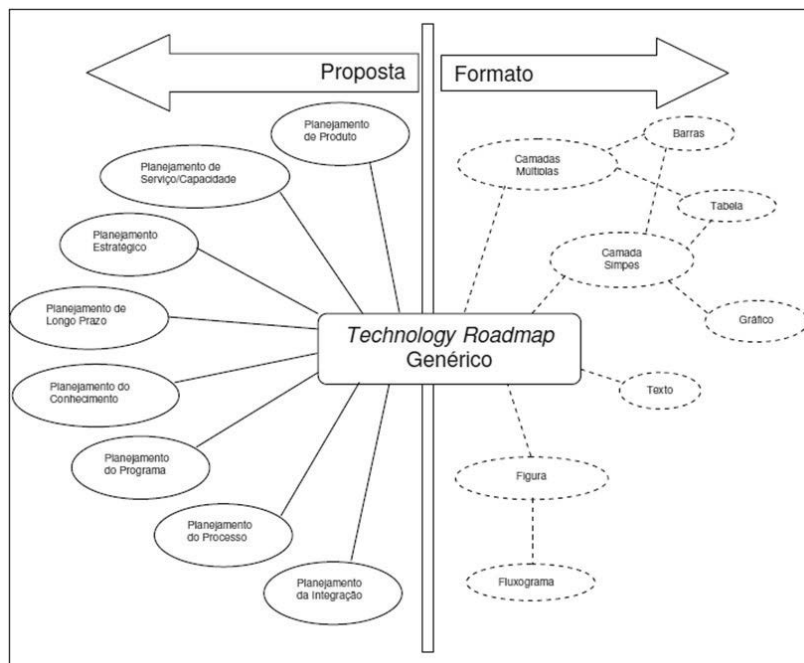 Proposta
Formato
Planejamento
de Produto
Planejamento de
Serviço/Capacidade
Planejamento
Estratégico
Planejamento de
Longo Prazo
Planejamento do
Conhecimento
Planejamento
do Programa
Planejamento
do Processo
Planejamento
da Integração
Technology Roadmap
Genérico
Camadas
Múltiplas
Barras
Tabela
Camada
Simpes
Gráfico
Texto
Figura
Fluxograma